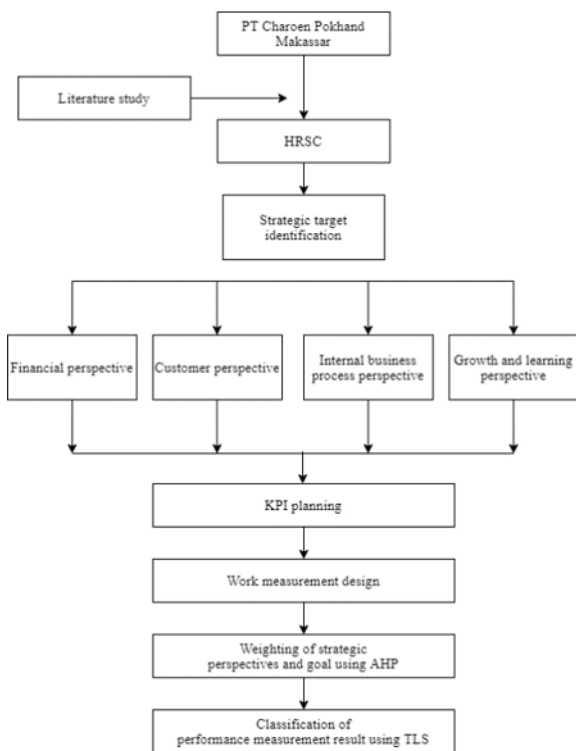 PT Charoen Pokhand
Makassar
Literature study
HRSC
Strategic target
identification
Financial perspective
Customer perspective
Internal business
process perspective
Growth and learning
perspective
KPI planning
Work measurement design
Weighting of strategic
perspectives and goal using AHP
Classification of
performance measurement result using TLS